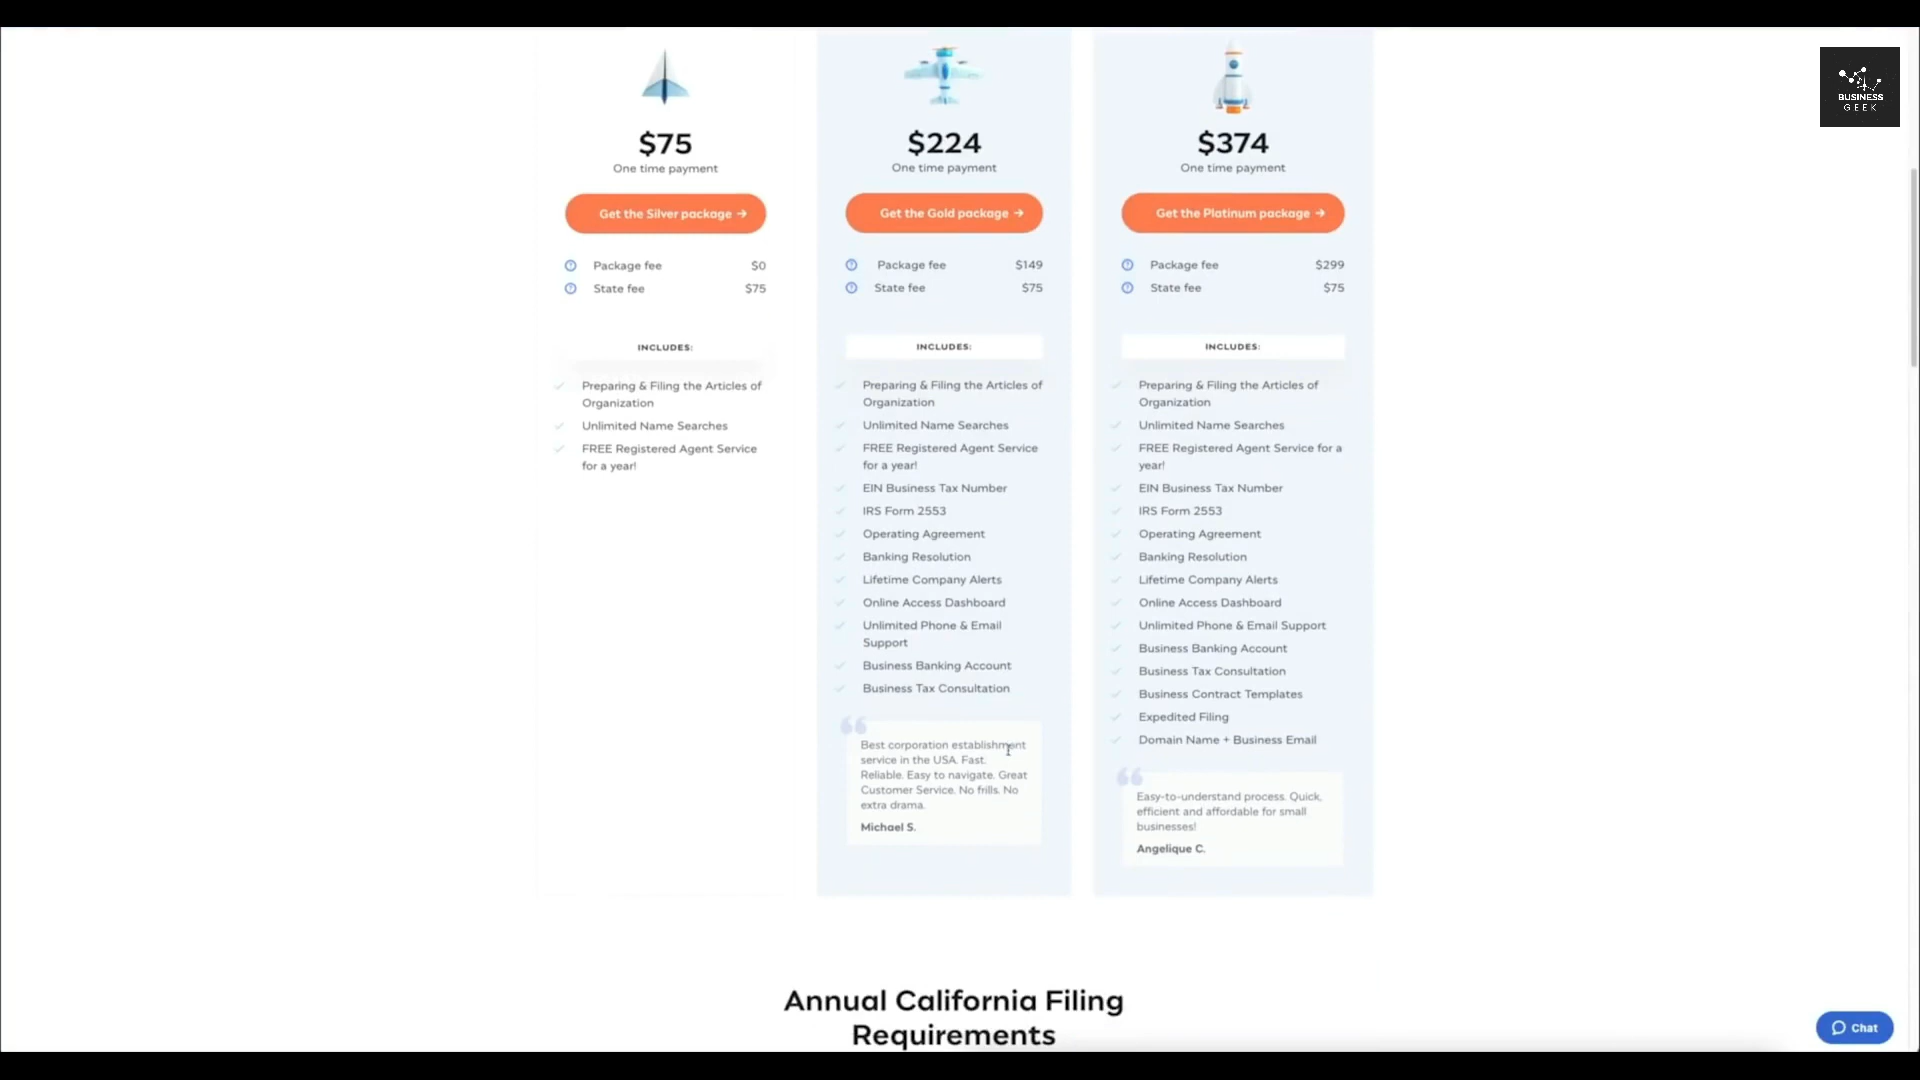 BUSINESS
GEEK
$75
One time payment
Get the Silver package →
Package fee $0
State fee $75
INCLUDES:
Preparing & Filing the Articles of
Organization
Unlimited Name Searches
FREE Registered Agent Service
for a year!
$224
One time payment
Get the Gold package →
Package fee $149
State fee $75
INCLUDES:
Preparing & Filing the Articles of
Organization
Unlimited Name Searches
FREE Registered Agent Service
for a year!
EIN Business Tax Number
IRS Form 2553
Operating Agreement
Banking Resolution
Lifetime Company Alerts
Online Access Dashboard
Unlimited Phone & Email
Support
Business Banking Account
Business Tax Consultation
Best corporation establishment
service in the USA. Fast.
Reliable. Easy to navigate. Great
Customer Service. No frills. No
extra drama.
Michael S.
$374
One time payment
Get the Platinum package →
Package fee $299
State fee $75
INCLUDES:
Preparing & Filing the Articles of
Organization
Unlimited Name Searches
FREE Registered Agent Service for a
year!
EIN Business Tax Number
IRS Form 2553
Operating Agreement
Banking Resolution
Lifetime Company Alerts
Online Access Dashboard
Unlimited Phone & Email Support
Business Banking Account
Business Tax Consultation
Business Contract Templates
Expedited Filing
Domain Name + Business Email
Easy-to-understand process. Quick,
efficient and affordable for small
businesses!
Angelique C.
Annual California Filing
Requirements
Chat